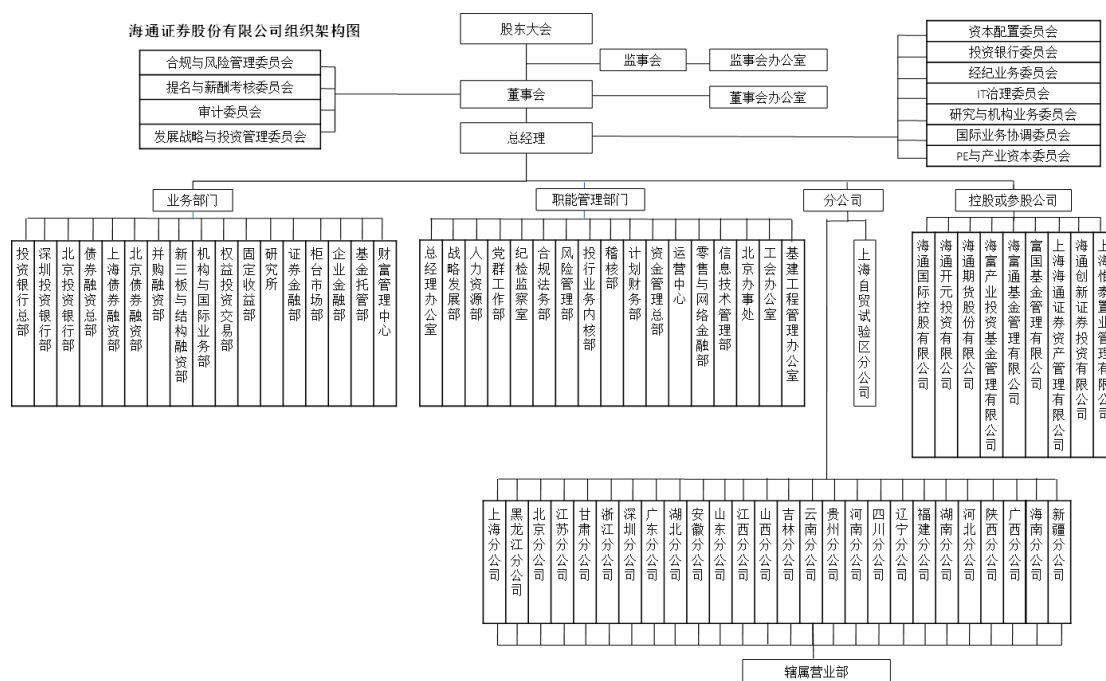 海通证券股份有限公司组织架构图
股东大会
监事会
监事会办公室
董事会
董事会办公室
总经理
合规与风险管理委员会
提名与薪酬考核委员会
审计委员会
发展战略与投资管理委员会
资本配置委员会
投资银行委员会
经纪业务委员会
IT治理委员会
研究与机构业务委员会
国际业务协调委员会
PE与产业资本委员会
业务部门
职能管理部门
分公司
控股或参股公司
投资银行总部
深圳投资银行部
北京投资银行部
债券融资总部
上海债券融资部
北京债券融资部
并购融资部
新三板与结构融资部
机构与国际业务部
权益投资交易部
固定收益部
研究所
证券金融部
柜台市场部
企业金融部
基金托管部
财富管理中心
总经理办公室
战略发展部
人力资源部
党群工作部
纪检监察室
合规法务部
风险管理部
投行业务内核部
稽核部
计划财务部
资金管理总部
运营中心
零售与网络金融部
信息技术管理部
北京办事处
工会办公室
基建工程管理办公室
上海自贸试验区分公司
海通国际控股有限公司
海通开元投资有限公司
海通期货股份有限公司
海富产业投资基金管理有限公司
海富通基金管理有限公司
富国基金管理有限公司
上海海通证券资产管理有限公司
海通创新证券投资有限公司
上海惟泰置业管理有限公司
上海分公司
黑龙江分公司
北京分公司
江苏分公司
甘肃分公司
浙江分公司
深圳分公司
广东分公司
湖北分公司
安徽分公司
山东分公司
江西分公司
山西分公司
吉林分公司
云南分公司
贵州分公司
河南分公司
四川分公司
辽宁分公司
福建分公司
湖南分公司
河北分公司
陕西分公司
广西分公司
海南分公司
新疆分公司
辖属营业部